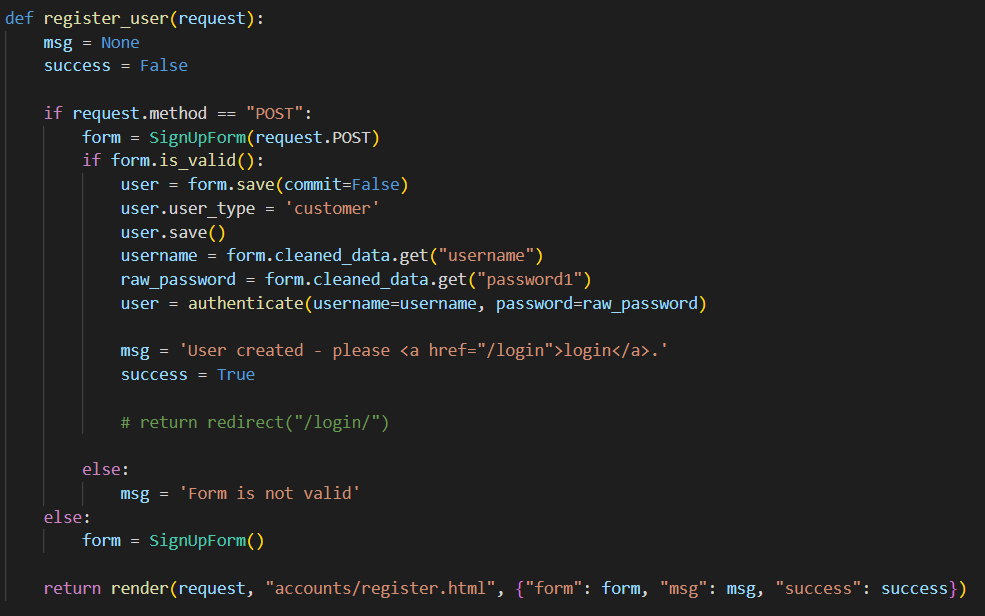 def register_user(request):
    msg = None
    success = False

    if request.method == "POST":
        form = SignUpForm(request.POST)
        if form.is_valid():
            user = form.save(commit=False)
            user.user_type = 'customer'
            user.save()
            username = form.cleaned_data.get("username")
            raw_password = form.cleaned_data.get("password1")
            user = authenticate(username=username, password=raw_password)

            msg = 'User created - please <a href="/login">login</a>.'
            success = True

            # return redirect("/login/")

        else:
            msg = 'Form is not valid'
    else:
        form = SignUpForm()

    return render(request, "accounts/register.html", {"form": form, "msg": msg, "success": success})